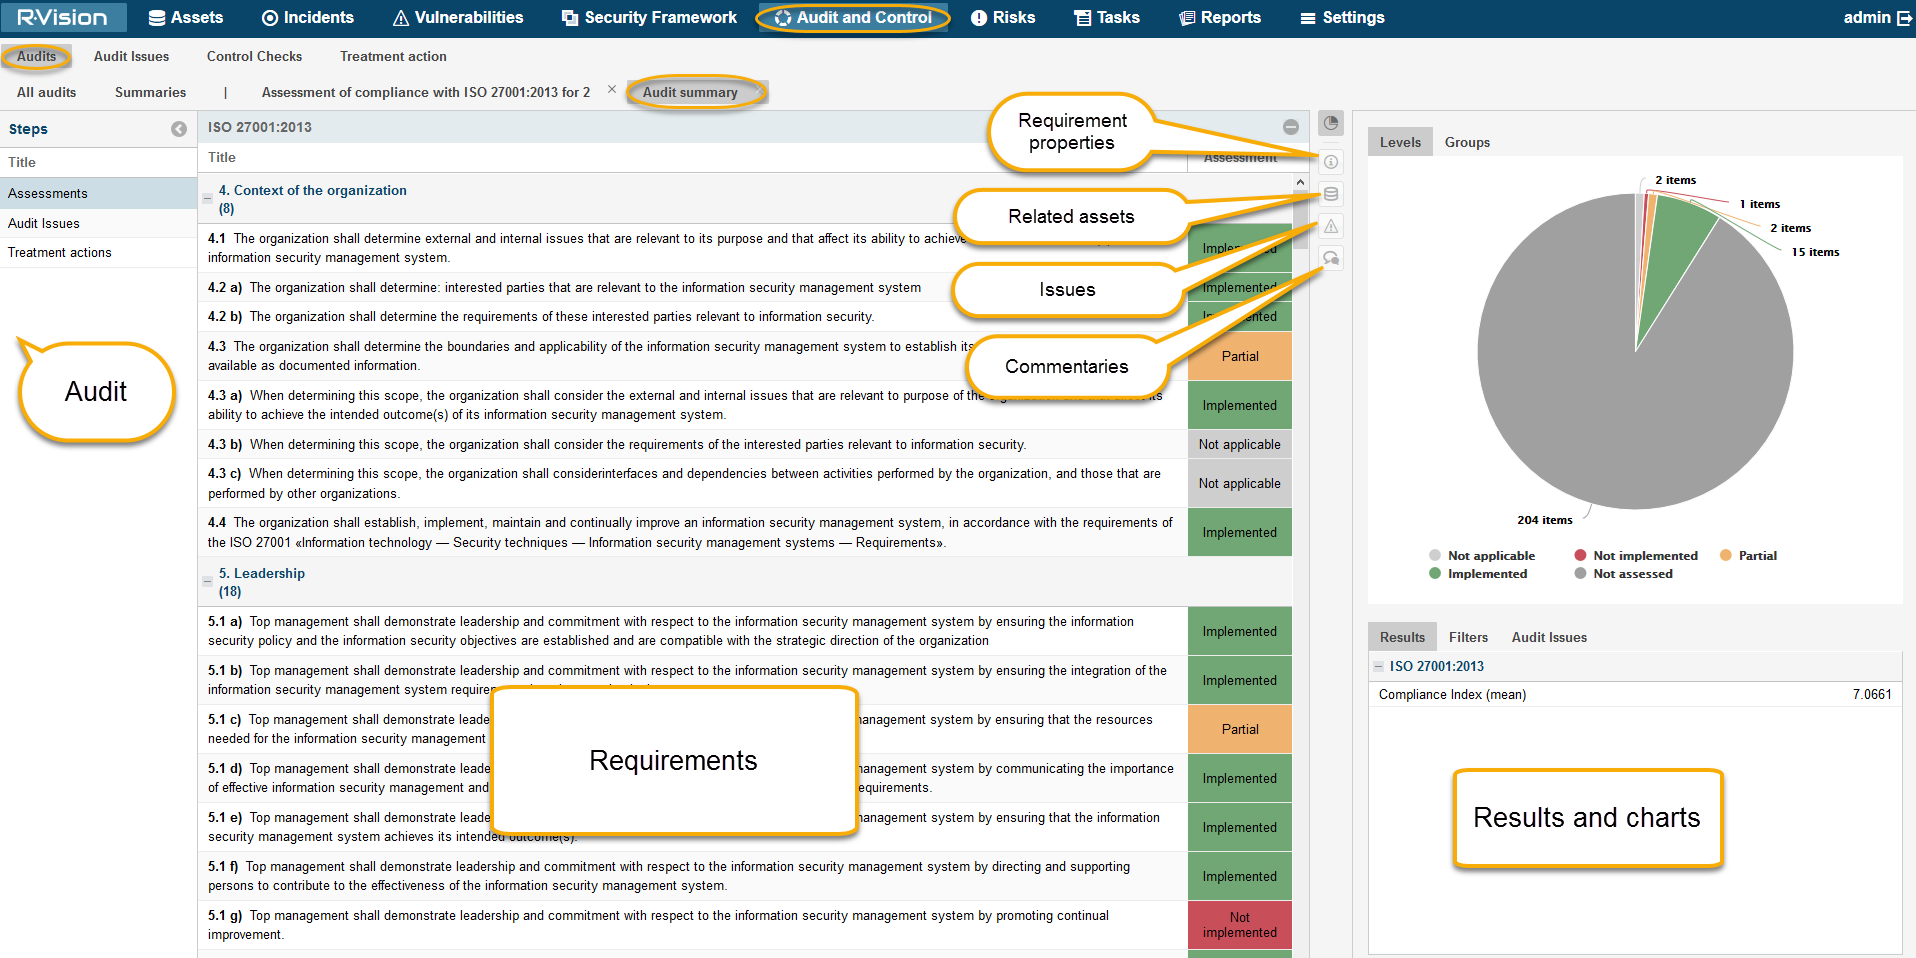 R·Vision Assets Incidents Vulnerabilities Security Framework Audit and Control Risks Tasks Reports Settings admin
Audits Audit Issues Control Checks Treatment action
All audits Summaries | Assessment of compliance with ISO 27001:2013 for 2 × Audit summary
Steps
Title
Assessments
Audit Issues
Treatment actions
Audit
ISO 27001:2013
Title Assessment
4. Context of the organization
(8)
4.1 The organization shall determine external and internal issues that are relevant to its purpose and that affect its ability to achieve
information security management system.
Implemented
4.2 a) The organization shall determine: interested parties that are relevant to the information security management system
Implemented
4.2 b) The organization shall determine the requirements of these interested parties relevant to information security.
Implemented
4.3 The organization shall determine the boundaries and applicability of the information security management system to establish its
available as documented information.
Partial
4.3 a) When determining this scope, the organization shall consider the external and internal issues that are relevant to purpose of the
ability to achieve the intended outcome(s) of its information security management system.
Implemented
4.3 b) When determining this scope, the organization shall consider the requirements of the interested parties relevant to information security.
Not applicable
4.3 c) When determining this scope, the organization shall considerinterfaces and dependencies between activities performed by the organization, and those that are
performed by other organizations.
Not applicable
4.4 The organization shall establish, implement, maintain and continually improve an information security management system, in accordance with the requirements of
the ISO 27001 «Information technology — Security techniques — Information security management systems — Requirements».
Implemented
5. Leadership
(18)
5.1 a) Top management shall demonstrate leadership and commitment with respect to the information security management system by ensuring the information
security policy and the information security objectives are established and are compatible with the strategic direction of the organization
Implemented
5.1 b) Top management shall demonstrate leadership and commitment with respect to the information security management system by ensuring the integration of the
information security management system
Implemented
5.1 c) Top management shall demonstrate management system by ensuring that the resources
needed for the information security management
Partial
5.1 d) Top management shall demonstrate management system by communicating the importance
of effective information security management and requirements.
Implemented
5.1 e) Top management shall demonstrate management system by ensuring that the information
security management system achieves its intended outcome(s).
Implemented
5.1 f) Top management shall demonstrate leadership and commitment with respect to the information security management system by directing and supporting
persons to contribute to the effectiveness of the information security management system.
Implemented
5.1 g) Top management shall demonstrate leadership and commitment with respect to the information security management system by promoting continual
improvement.
Not
implemented
Requirements
Requirement
properties
Related assets
Issues
Commentaries
Levels Groups
2 items
1 items
2 items
15 items
204 items
Not applicable Not implemented Partial
Implemented Not assessed
Results Filters Audit Issues
ISO 27001:2013
Compliance Index (mean) 7.0661
Results and charts